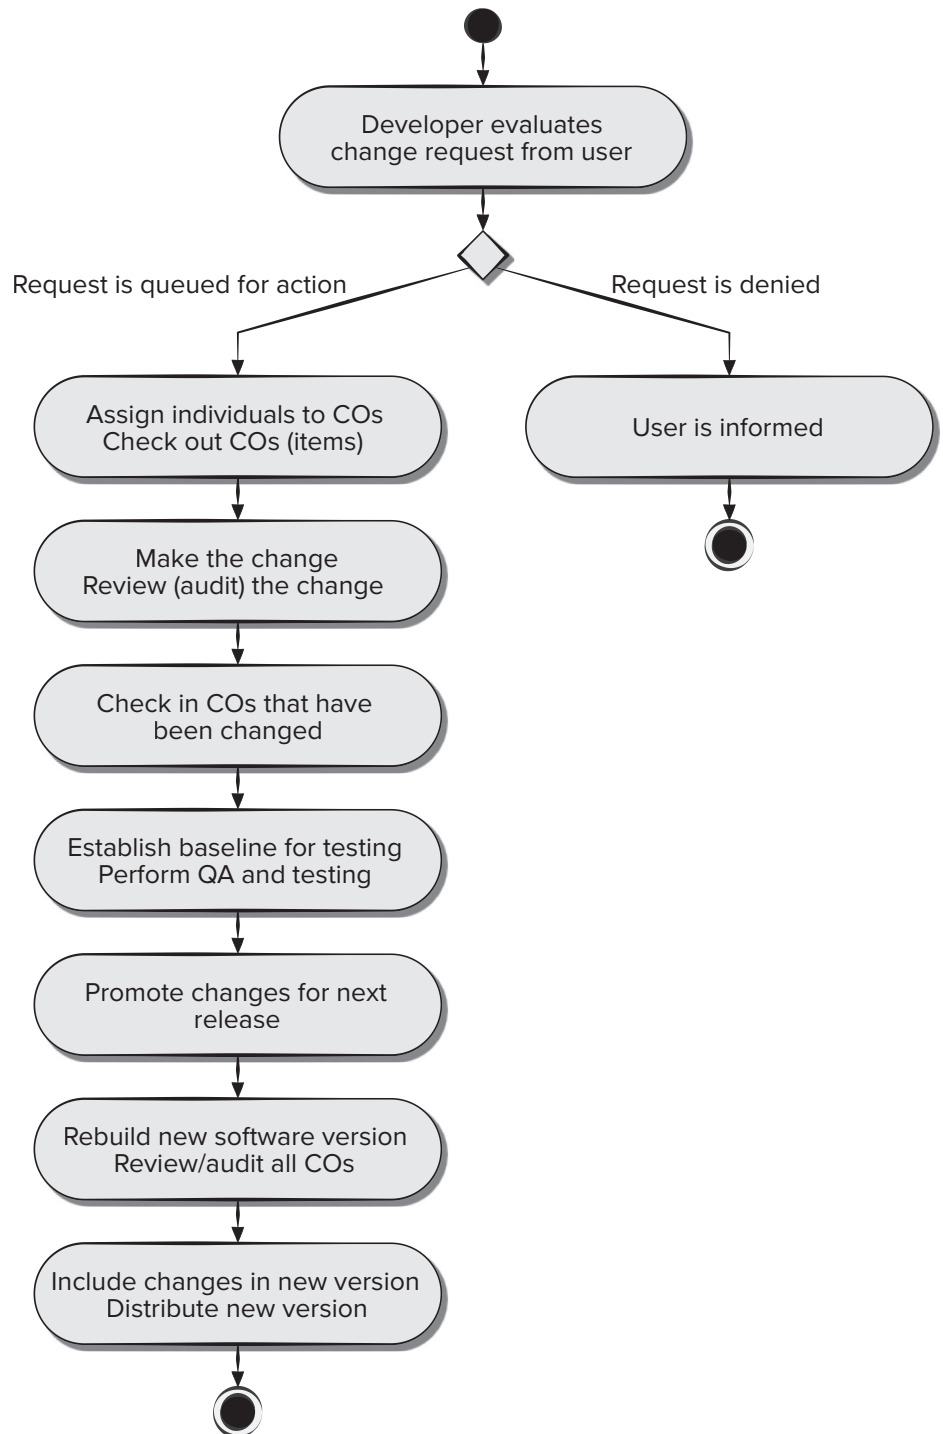 Developer evaluates
change request from user
Request is queued for action
Request is denied
Assign individuals to COs
Check out COs (items)
User is informed
Make the change
Review (audit) the change
Check in COs that have
been changed
Establish baseline for testing
Perform QA and testing
Promote changes for next
release
Rebuild new software version
Review/audit all COs
Include changes in new version
Distribute new version